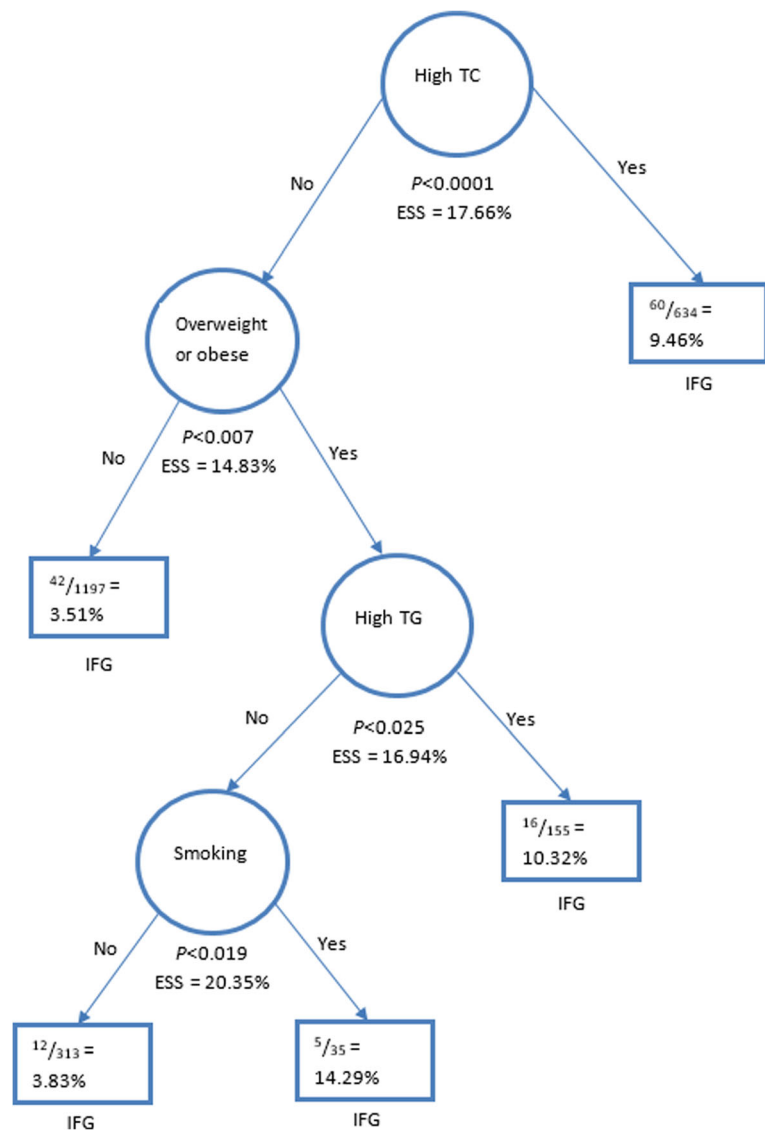 High TC
No
P<0.0001
Yes
ESS = 17.66%
Overweight
or obese
60/634 =
9.46%
IFG
No
P<0.007
Yes
ESS = 14.83%
42/1197 =
3.51%
IFG
High TG
No
P<0.025
Yes
ESS = 16.94%
16/155 =
10.32%
IFG
Smoking
No
P<0.019
Yes
ESS = 20.35%
12/313 =
3.83%
IFG
5/35 =
14.29%
IFG